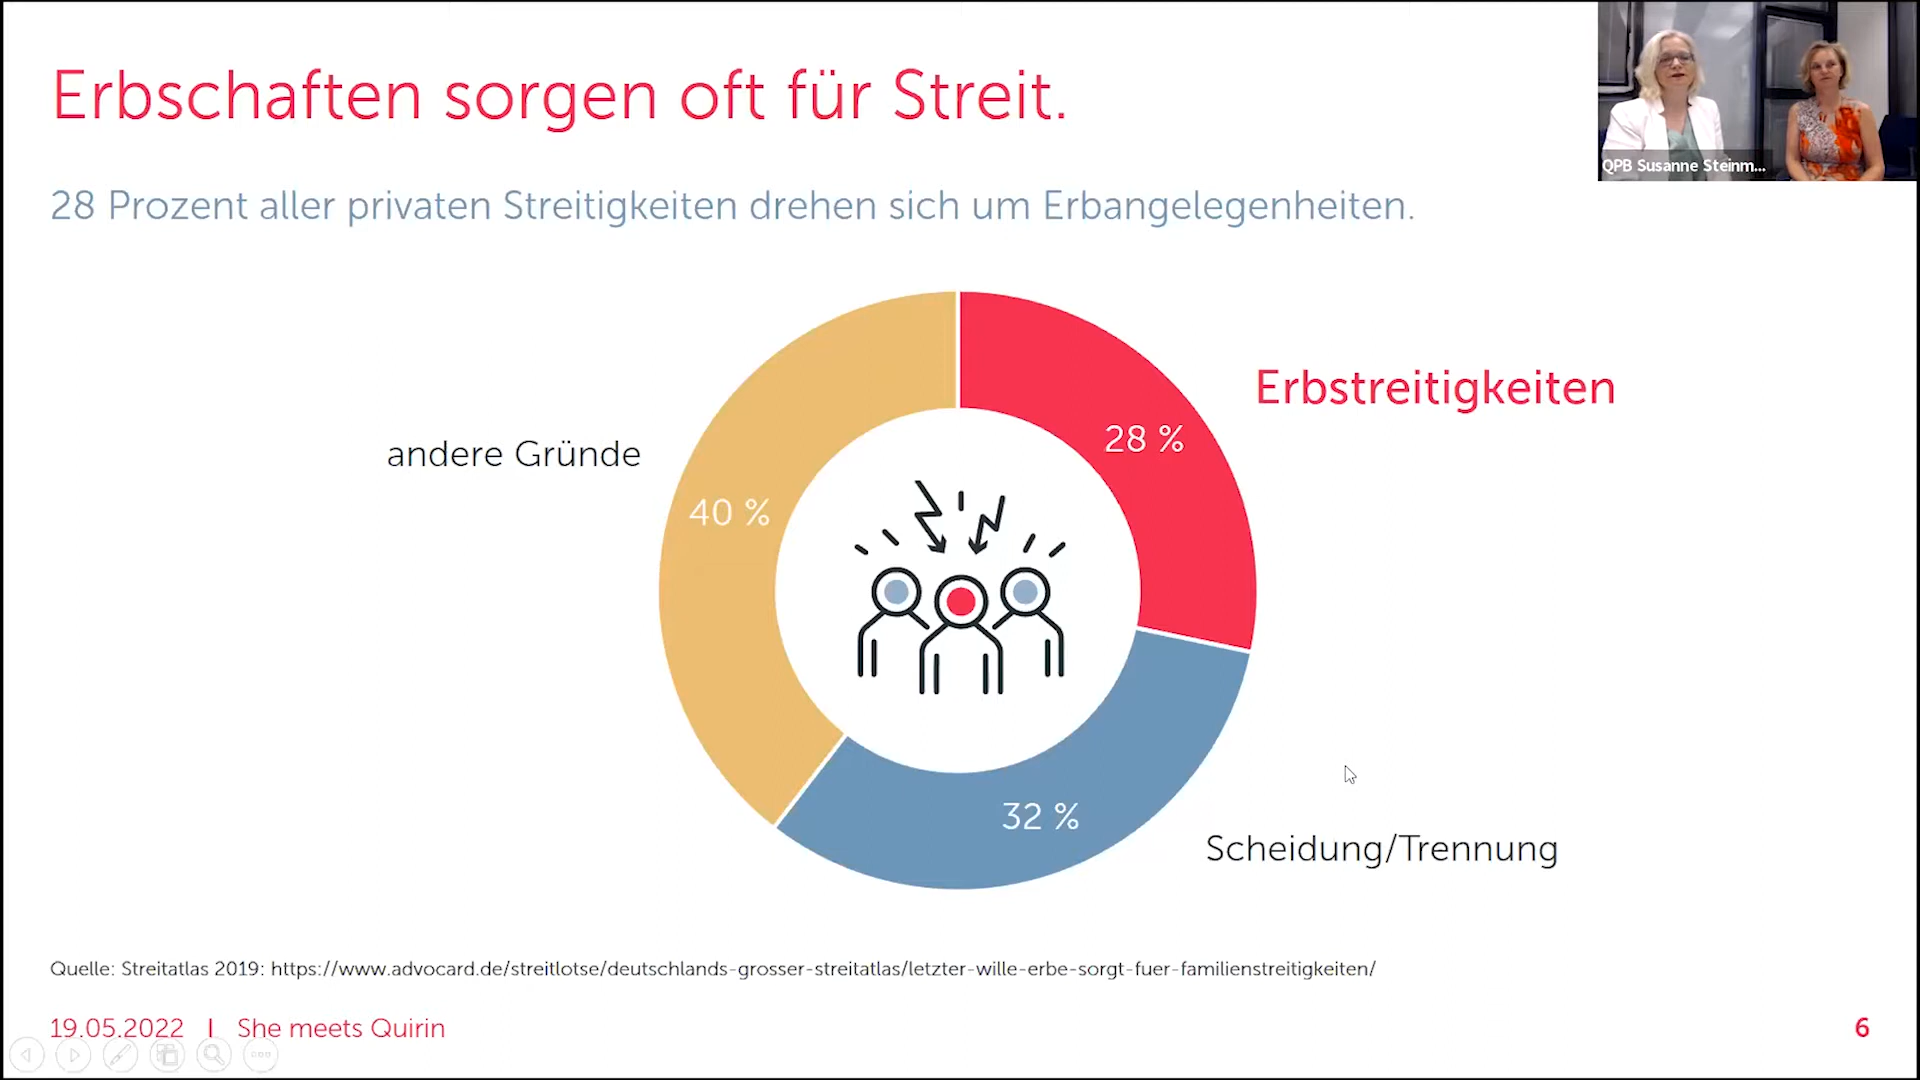 Erbschaften sorgen oft für Streit.
QPB Susanne Steinm...
28 Prozent aller privaten Streitigkeiten drehen sich um Erbangelegenheiten.
Erbstreitigkeiten
28 %
andere Gründe
40 %
32 %
Scheidung/Trennung
Quelle: Streitatlas 2019: https://www.advocard.de/streitlotse/deutschlands-grosser-streitatlas/letzter-wille-erbe-sorgt-fuer-familienstreitigkeiten/
19.05.2022 | She meets Quirin
6